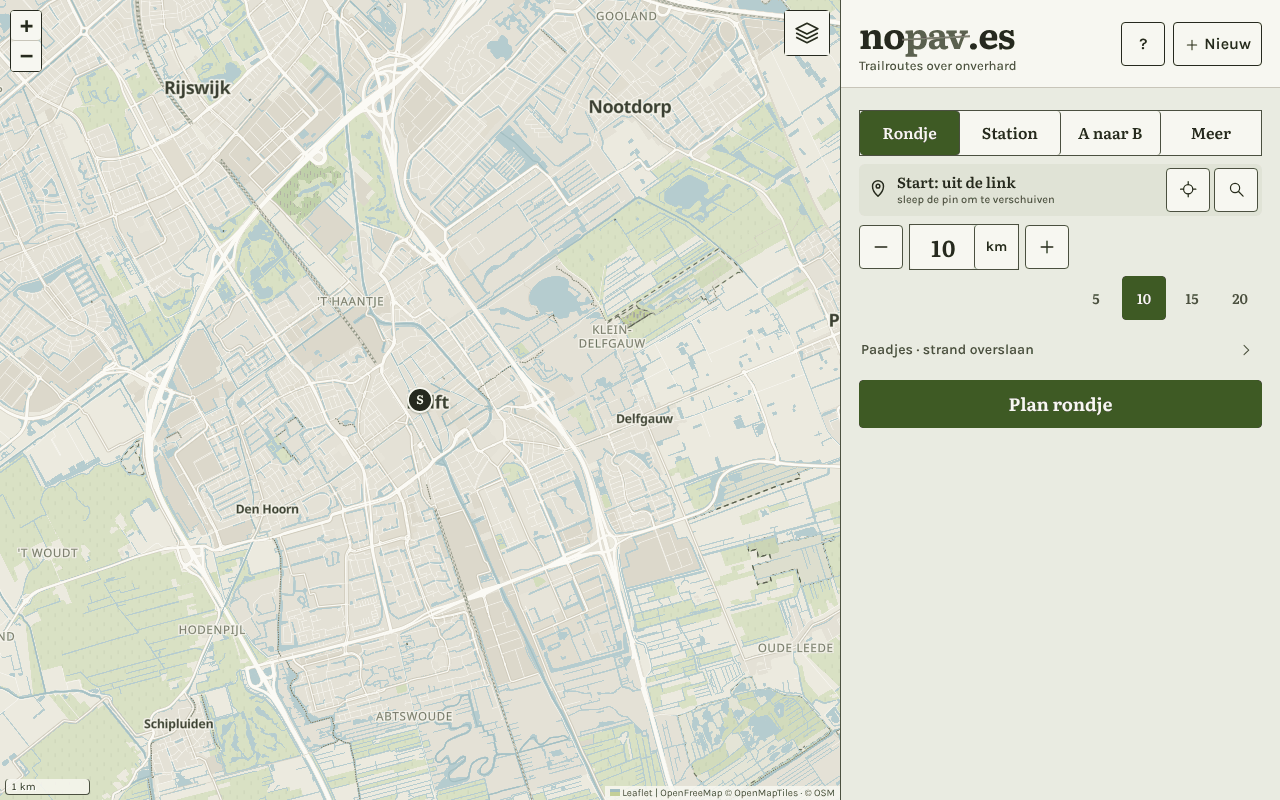 +
−
GOOLAND
Rijswijk
Nootdorp
'T HAANTJE
KLEIN-
DELFGAUW
P
S
Delfgauw
Den Hoorn
'T WOUDT
HODENPIJL
OUDE LEEDE
ABTSWOUDE
Schipluiden
1 km
Leaflet | OpenFreeMap © OpenMapTiles · © OSM
nopav.es
Trailroutes over onverhard
?
+ Nieuw
Rondje
Station
A naar B
Meer
Start: uit de link
sleep de pin om te verschuiven
− 10 km +
5 10 15 20
Paadjes · strand overslaan
Plan rondje